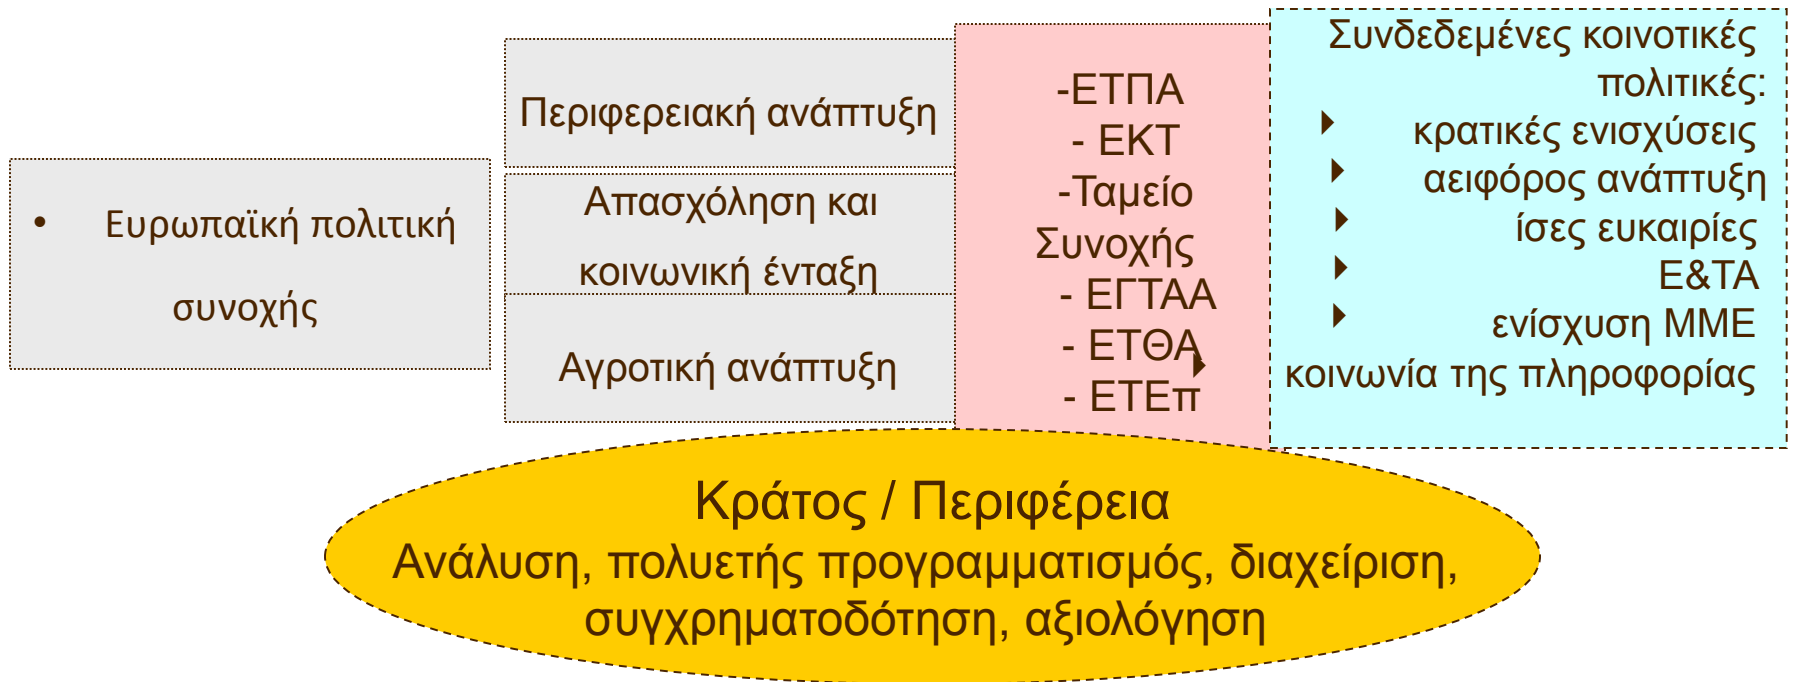 • Ευρωπαϊκή πολιτική
συνοχής
Περιφερειακή ανάπτυξη
Απασχόληση και
κοινωνική ένταξη
Αγροτική ανάπτυξη
-ΕΤΠΑ
- ΕΚΤ
-Ταμείο
Συνοχής
- ΕΓΤΑΑ
- ΕΤΘΑ
- ΕΤΕπ
Συνδεδεμένες κοινοτικές
πολιτικές:
κρατικές ενισχύσεις
αειφόρος ανάπτυξη
ίσες ευκαιρίες
Ε&ΤΑ
ενίσχυση ΜΜΕ
κοινωνία της πληροφορίας
Κράτος / Περιφέρεια
Ανάλυση, πολυετής προγραμματισμός, διαχείριση,
συγχρηματοδότηση, αξιολόγηση